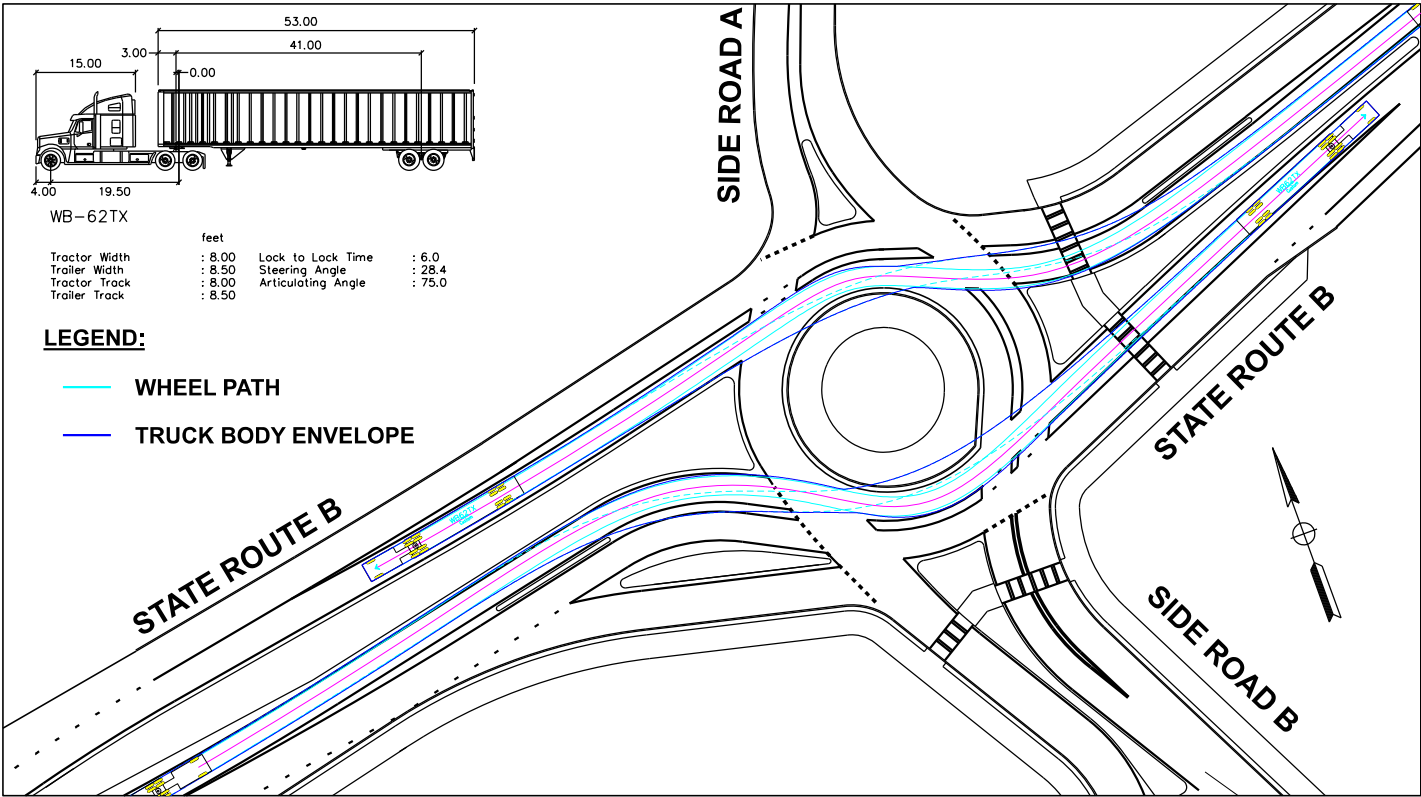 53.00
41.00
3.00
0.00
15.00
4.00
19.50
WB-62TX
feet
Tractor Width : 8.00 Lock to Lock Time : 6.0
Trailer Width : 8.50 Steering Angle : 28.4
Tractor Track : 8.00 Articulating Angle : 75.0
Trailer Track : 8.50
LEGEND:
WHEEL PATH
TRUCK BODY ENVELOPE
SIDE ROAD A
STATE ROUTE B
STATE ROUTE B
SIDE ROAD B
WB62TX
WB62TX